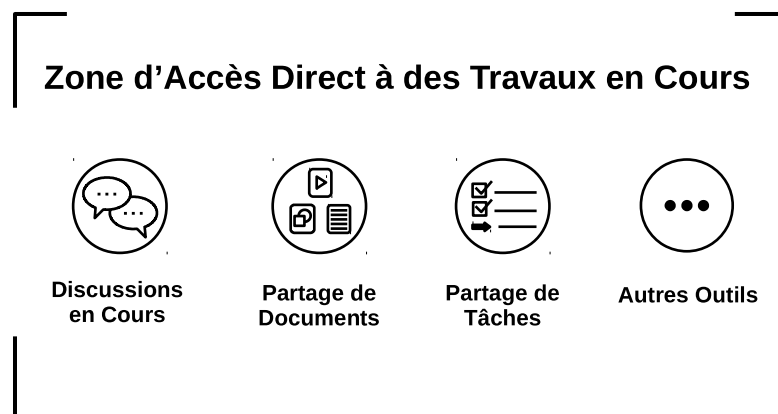 Zone d’Accès Direct à des Travaux en Cours
Discussions
en Cours
Partage de
Documents
Partage de
Tâches
Autres Outils